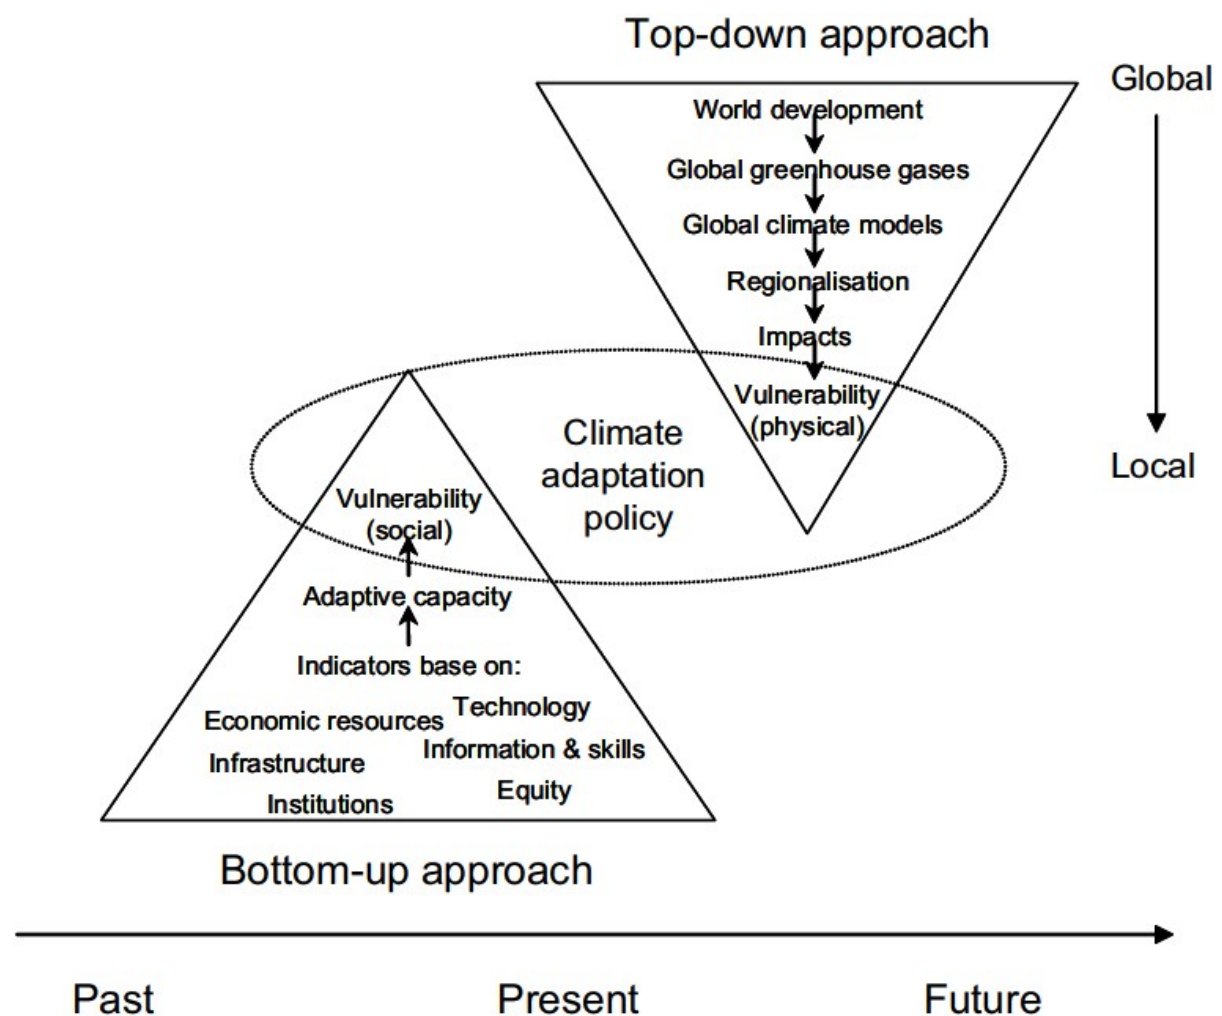 Top-down approach
Global
World development
Global greenhouse gases
Global climate models
Regionalisation
Impacts
Vulnerability
(physical)
Local
Climate
adaptation
policy
Vulnerability
(social)
Adaptive capacity
Indicators base on:
Economic resources
Technology
Infrastructure
Information & skills
Institutions
Equity
Bottom-up approach
Past
Present
Future